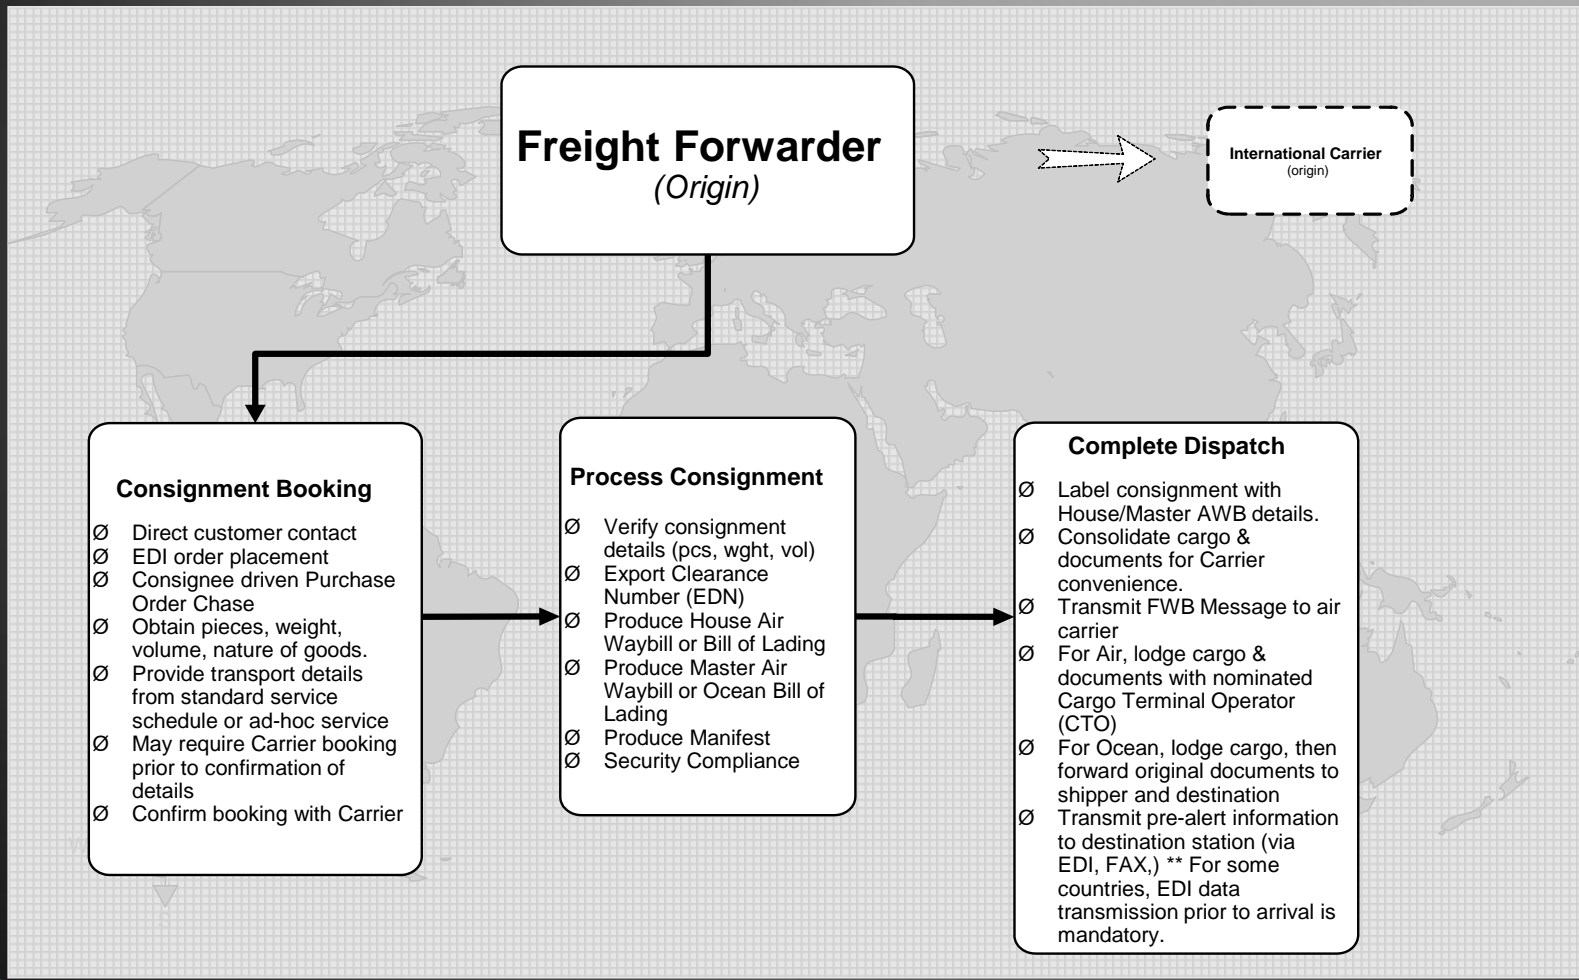 Freight Forwarder
(Origin)
International Carrier
(origin)
Consignment Booking
Ø Direct customer contact
Ø EDI order placement
Ø Consignee driven Purchase
Order Chase
Ø Obtain pieces, weight,
volume, nature of goods.
Ø Provide transport details
from standard service
schedule or ad-hoc service
Ø May require Carrier booking
prior to confirmation of
details
Ø Confirm booking with Carrier
Process Consignment
Ø Verify consignment
details (pcs, wght, vol)
Ø Export Clearance
Number (EDN)
Ø Produce House Air
Waybill or Bill of Lading
Ø Produce Master Air
Waybill or Ocean Bill of
Lading
Ø Produce Manifest
Ø Security Compliance
Complete Dispatch
Ø Label consignment with
House/Master AWB details.
Ø Consolidate cargo &
documents for Carrier
convenience.
Ø Transmit FWB Message to air
carrier
Ø For Air, lodge cargo &
documents with nominated
Cargo Terminal Operator
(CTO)
Ø For Ocean, lodge cargo, then
forward original documents to
shipper and destination
Ø Transmit pre-alert information
to destination station (via
EDI, FAX,) ** For some
countries, EDI data
transmission prior to arrival is
mandatory.